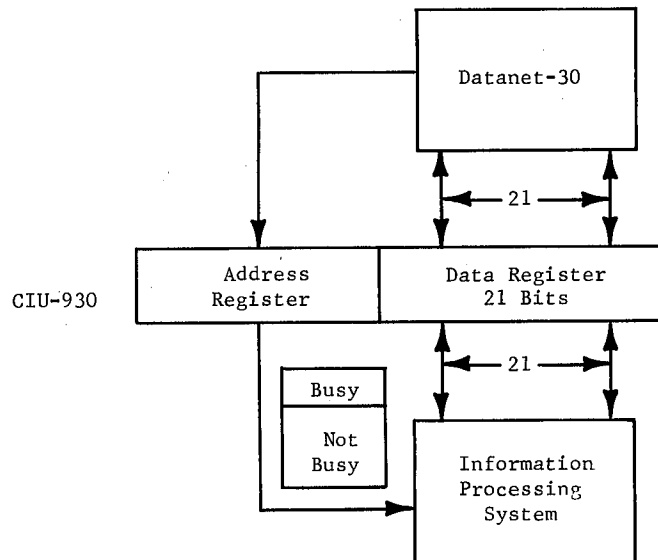 Datanet-30
21
CIU-930
Address
Register
Data Register
21 Bits
21
Busy
Not
Busy
Information
Processing
System